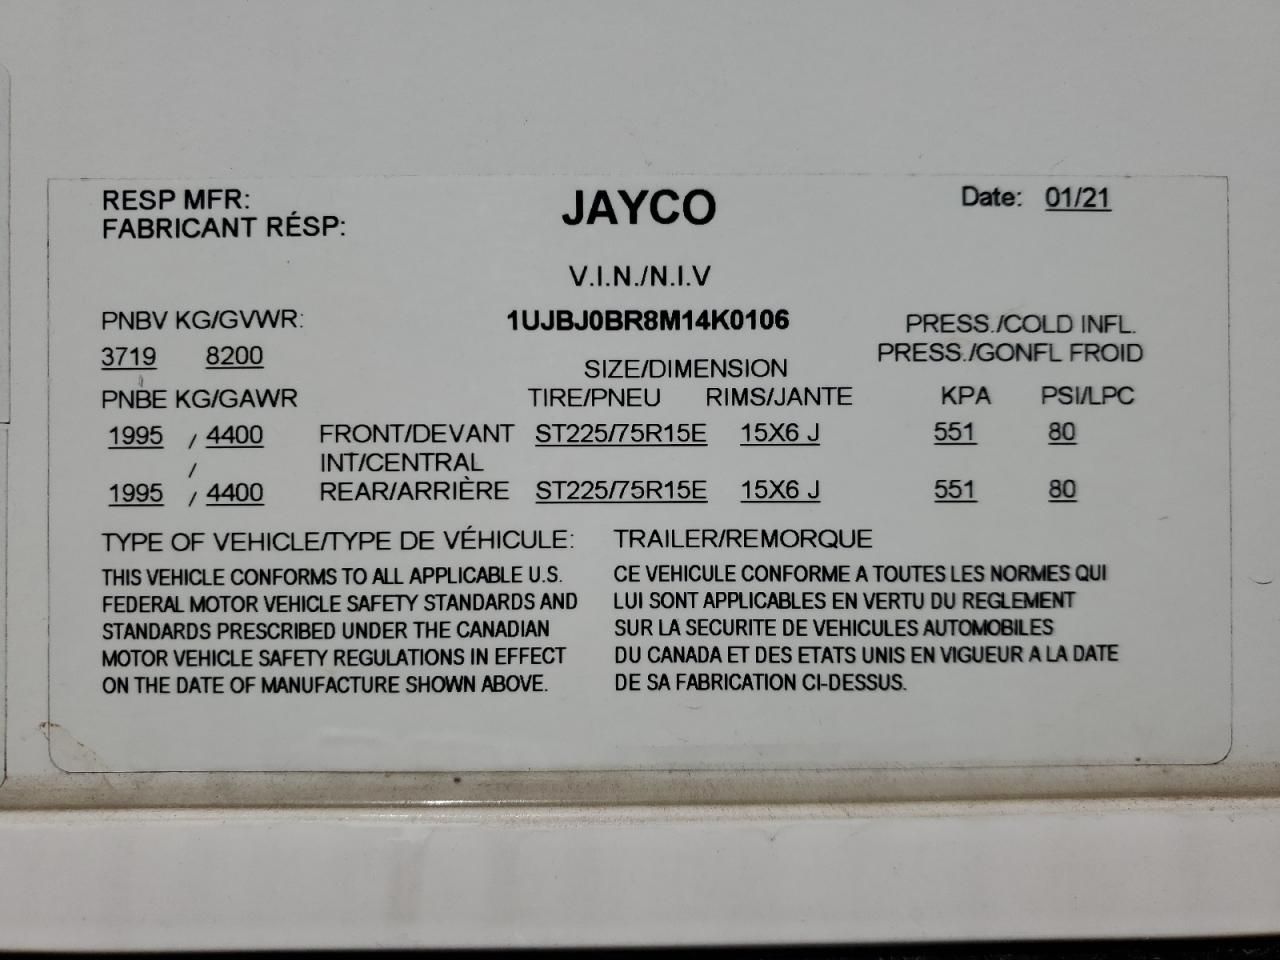 RESP MFR: JAYCO Date: 01/21
FABRICANT RÉSP:
V.I.N./N.I.V
PNBV KG/GVWR: 1UJBJ0BR8M14K0106 PRESS./COLD INFL.
3719 8200 SIZE/DIMENSION PRESS./GONFL FROID
PNBE KG/GAWR TIRE/PNEU RIMS/JANTE KPA PSI/LPC
1995 / 4400 FRONT/DEVANT ST225/75R15E 15X6 J 551 80
/ INT/CENTRAL
1995 / 4400 REAR/ARRIÈRE ST225/75R15E 15X6 J 551 80
TYPE OF VEHICLE/TYPE DE VÉHICULE: TRAILER/REMORQUE
THIS VEHICLE CONFORMS TO ALL APPLICABLE U.S.
FEDERAL MOTOR VEHICLE SAFETY STANDARDS AND
STANDARDS PRESCRIBED UNDER THE CANADIAN
MOTOR VEHICLE SAFETY REGULATIONS IN EFFECT
ON THE DATE OF MANUFACTURE SHOWN ABOVE.
CE VEHICULE CONFORME A TOUTES LES NORMES QUI
LUI SONT APPLICABLES EN VERTU DU REGLEMENT
SUR LA SECURITE DE VEHICULES AUTOMOBILES
DU CANADA ET DES ETATS UNIS EN VIGUEUR A LA DATE
DE SA FABRICATION CI-DESSUS.